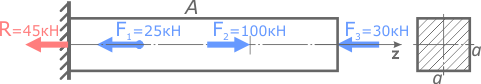 A
R=45кН
F₁=25кН
F₂=100кН
F₃=30кН
z
a
a